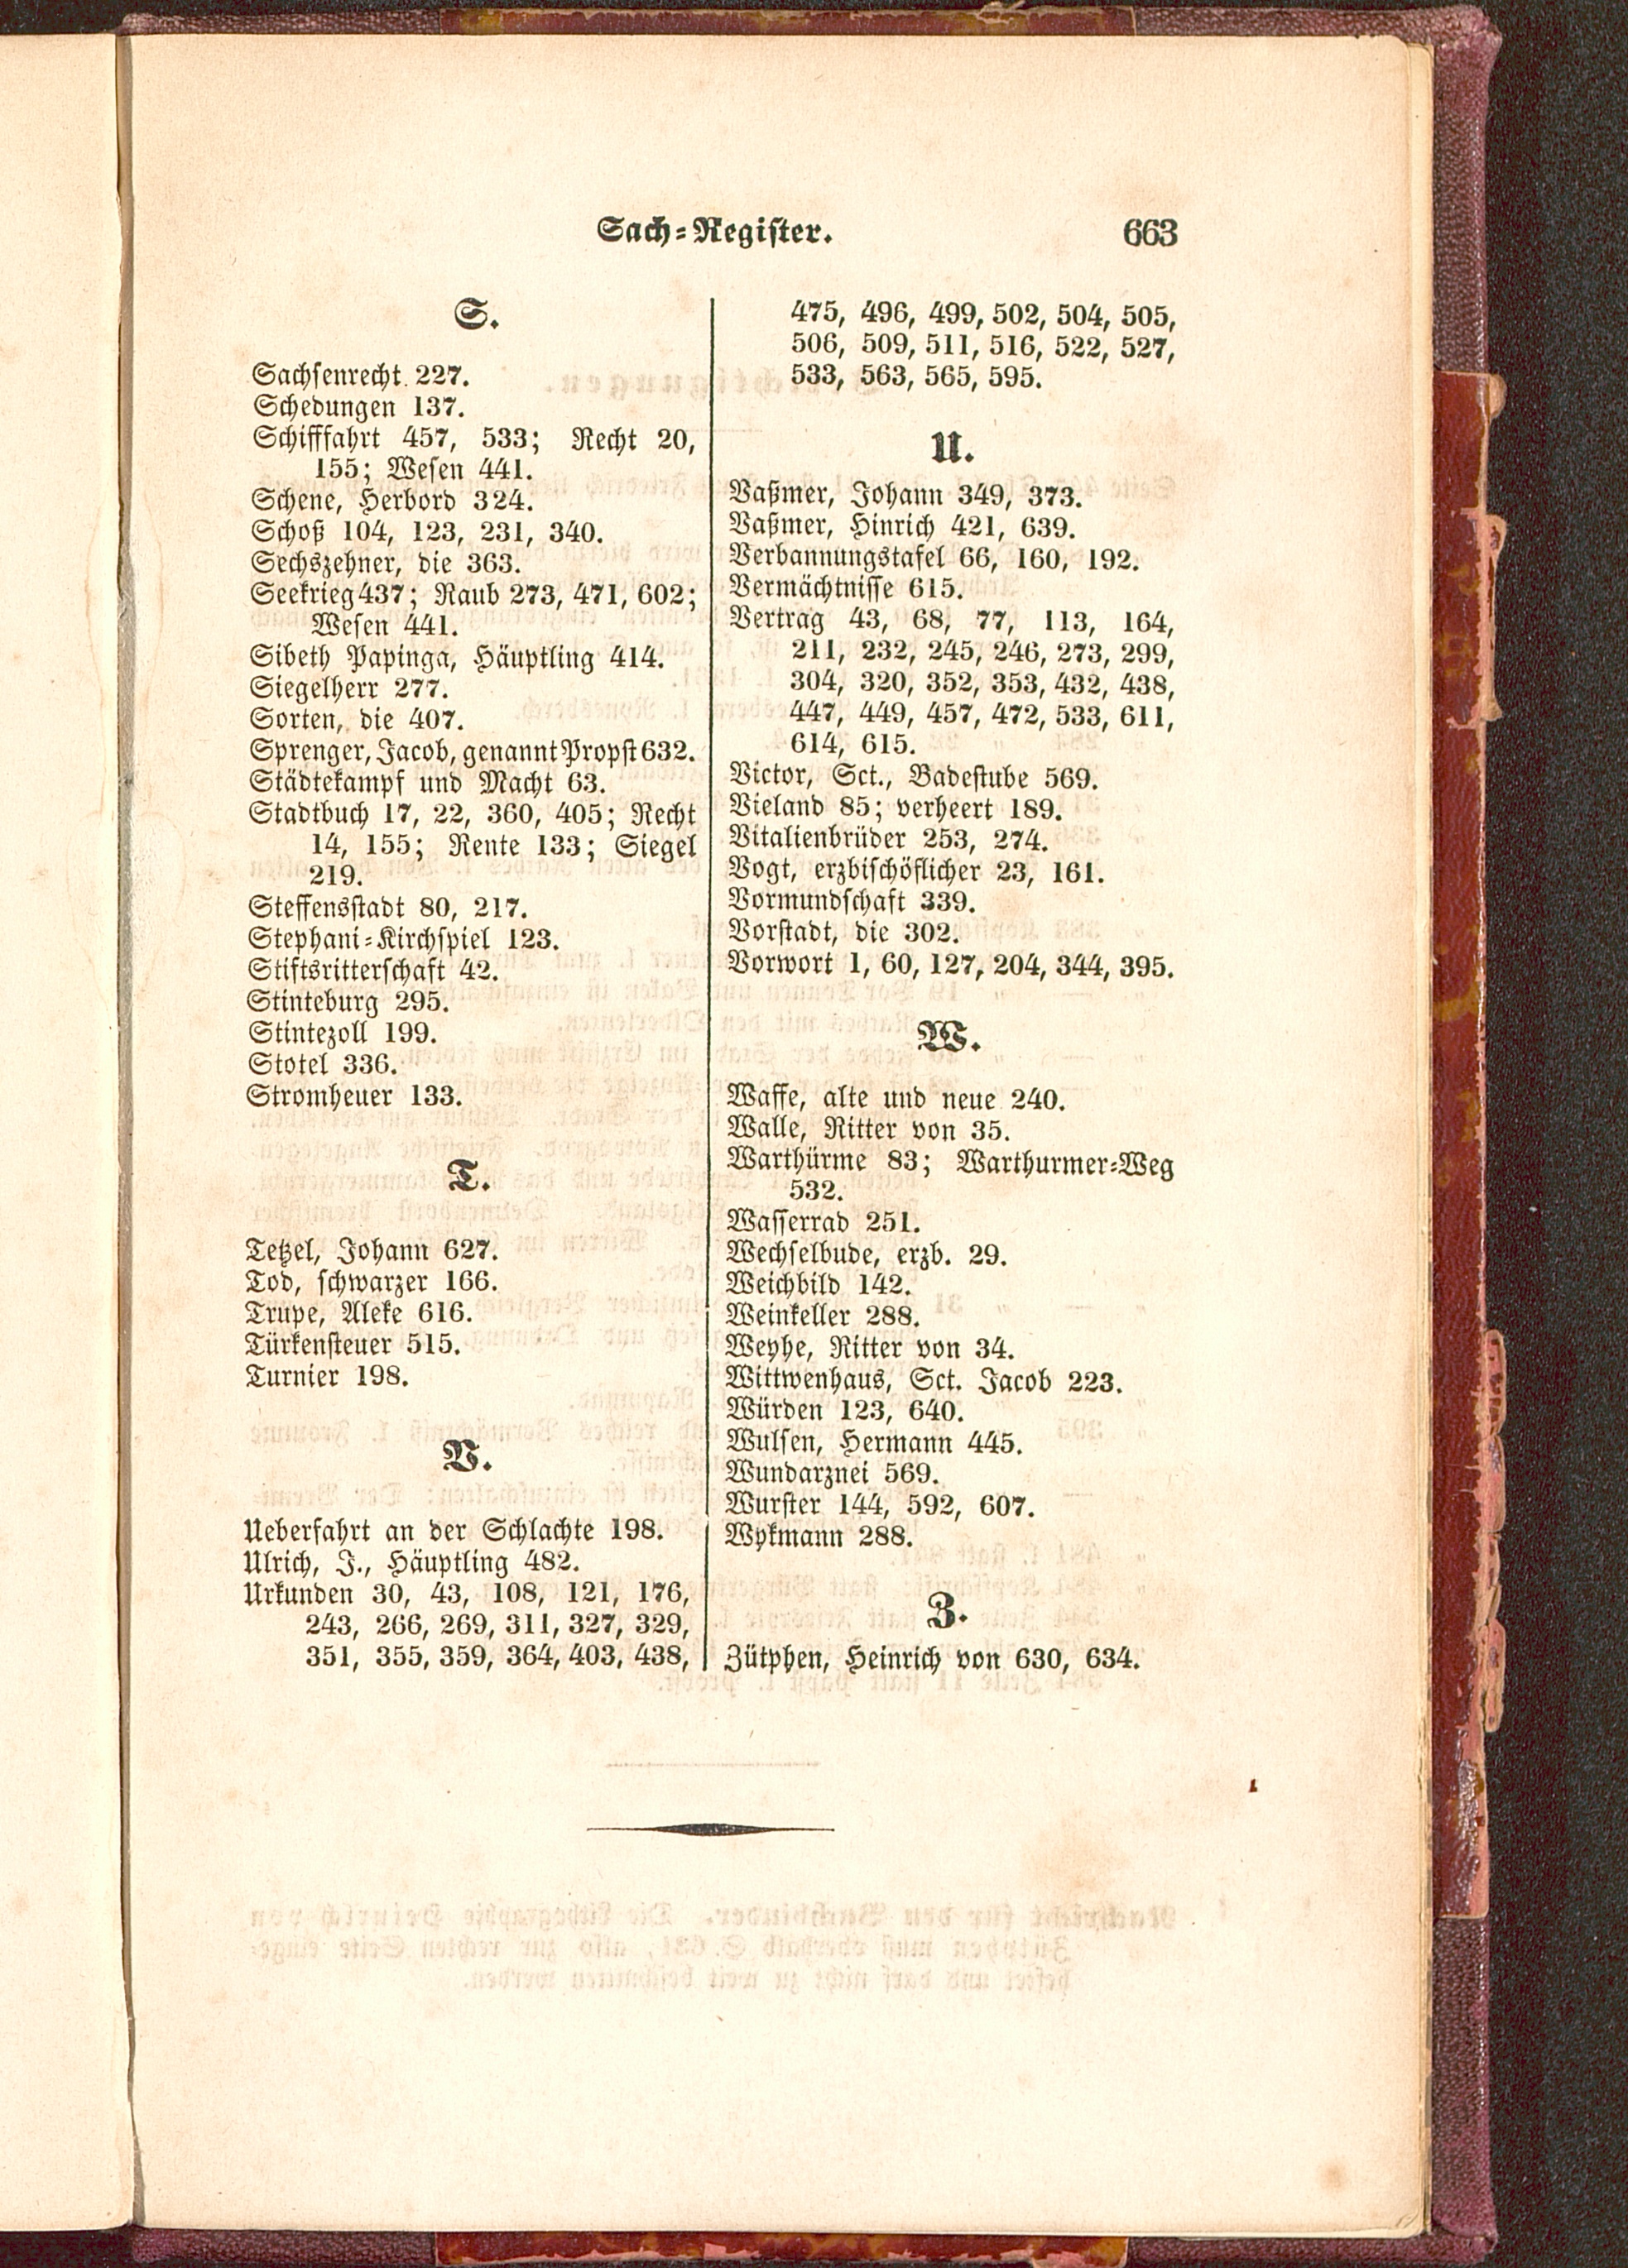 Sach-Register. 663
S.
Sachsenrecht 227.
Schedungen 137.
Schifffahrt 457, 533; Recht 20,
155; Wesen 441.
Schene, Herbord 324.
Schoß 104, 123, 231, 340.
Sechszehner, die 363.
Seekrieg 437; Raub 273, 471, 602;
Wesen 441.
Sibeth Papinga, Häuptling 414.
Siegelherr 277.
Sorten, die 407.
Sprenger, Jacob, genannt Propst 632.
Städtekampf und Macht 63.
Stadtbuch 17, 22, 360, 405; Recht
14, 155; Rente 133; Siegel
219.
Steffensstadt 80, 217.
Stephani-Kirchspiel 123.
Stiftsritterschaft 42.
Stinteburg 295.
Stintezoll 199.
Stotel 336.
Stromheuer 133.
T.
Tetzel, Johann 627.
Tod, schwarzer 166.
Trupe, Aleke 616.
Türkensteuer 515.
Turnier 198.
V.
Ueberfahrt an der Schlachte 198.
Ulrich, J., Häuptling 482.
Urkunden 30, 43, 108, 121, 176,
243, 266, 269, 311, 327, 329,
351, 355, 359, 364, 403, 438,
475, 496, 499, 502, 504, 505,
506, 509, 511, 516, 522, 527,
533, 563, 565, 595.
U.
Vaßmer, Johann 349, 373.
Vaßmer, Hinrich 421, 639.
Verbannungstafel 66, 160, 192.
Vermächtnisse 615.
Vertrag 43, 68, 77, 113, 164,
211, 232, 245, 246, 273, 299,
304, 320, 352, 353, 432, 438,
447, 449, 457, 472, 533, 611,
614, 615.
Victor, Sct., Badestube 569.
Vieland 85; verheert 189.
Vitalienbrüder 253, 274.
Vogt, erzbischöflicher 23, 161.
Vormundschaft 339.
Vorstadt, die 302.
Vorwort 1, 60, 127, 204, 344, 395.
W.
Waffe, alte und neue 240.
Walle, Ritter von 35.
Warthürme 83; Warthurmer-Weg
532.
Wasserrad 251.
Wechselbude, erzb. 29.
Weichbild 142.
Weinkeller 288.
Weyhe, Ritter von 34.
Wittwenhaus, Sct. Jacob 223.
Würden 123, 640.
Wulsen, Hermann 445.
Wundarznei 569.
Wurster 144, 592, 607.
Wykmann 288.
Z.
Zütphen, Heinrich von 630, 634.